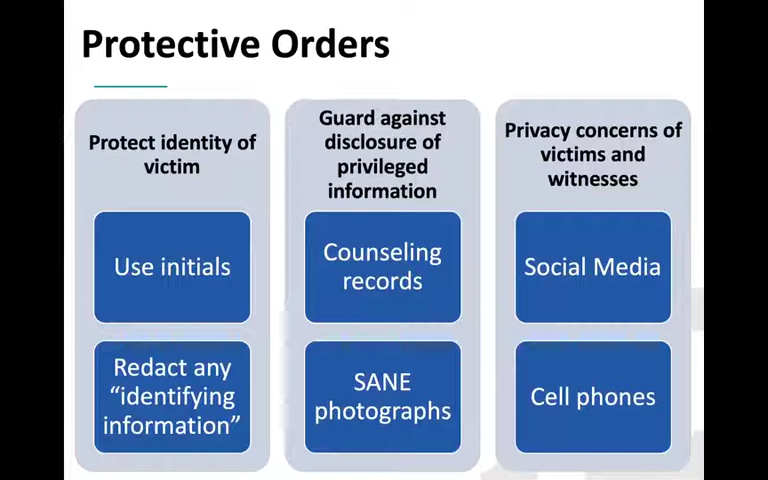 Protective Orders
Protect identity of
victim
Use initials
Redact any
“identifying
information”
Guard against
disclosure of
privileged
information
Counseling
records
SANE
photographs
Privacy concerns of
victims and
witnesses
Social Media
Cell phones